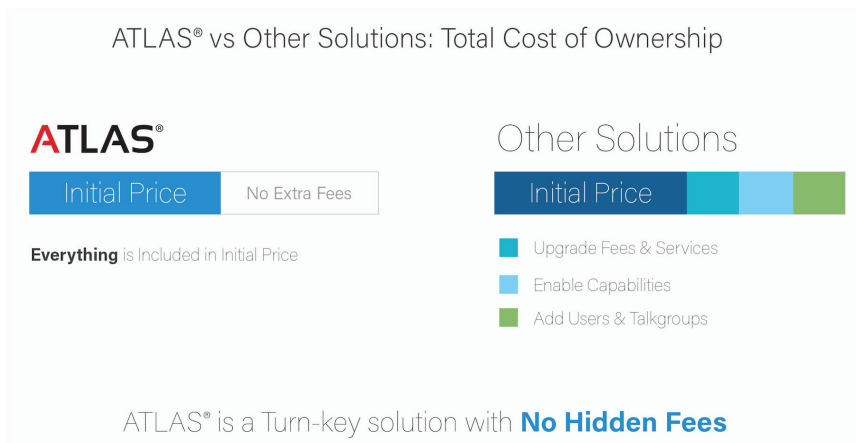 ATLAS® vs Other Solutions: Total Cost of Ownership
ATLAS®
Initial Price
No Extra Fees
Everything is Included in Initial Price
Other Solutions
Initial Price
Upgrade Fees & Services
Enable Capabilities
Add Users & Talkgroups
ATLAS® is a Turn-key solution with No Hidden Fees